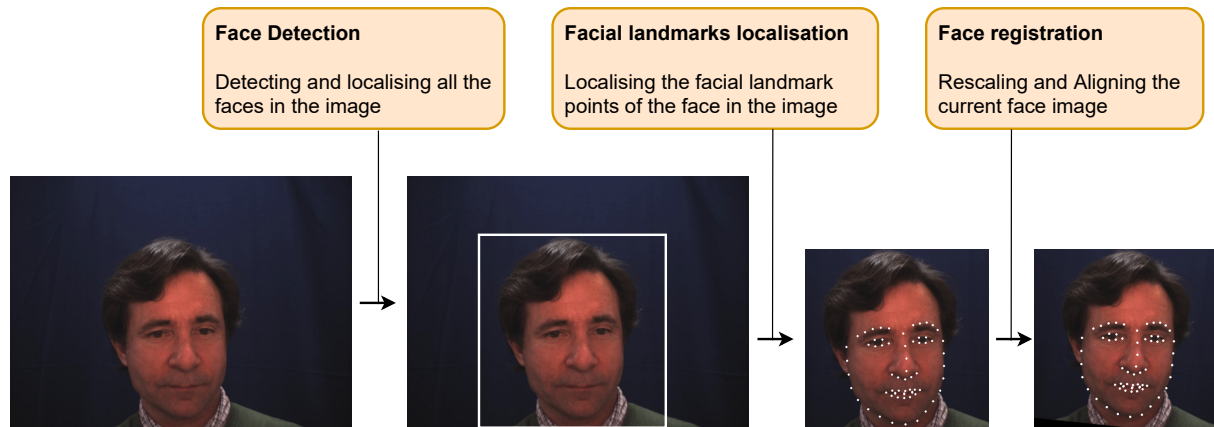 Face Detection
Detecting and localising all the
faces in the image
Facial landmarks localisation
Localising the facial landmark
points of the face in the image
Face registration
Rescaling and Aligning the
current face image